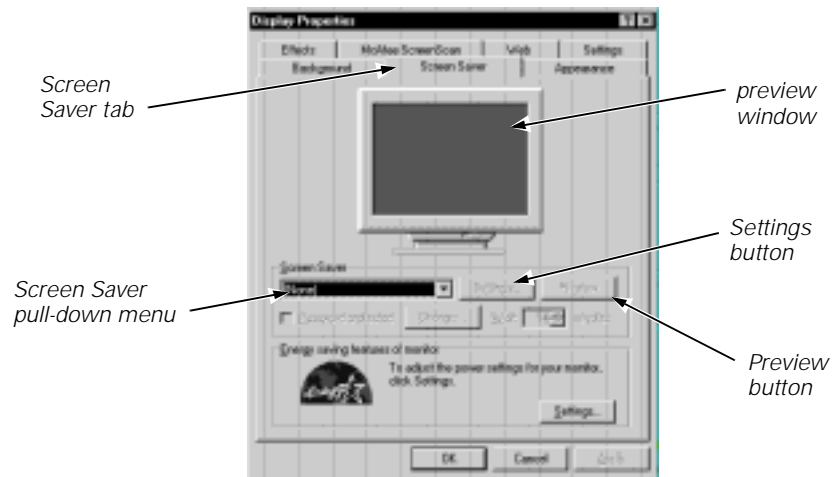 Display Properties
Effects McAfee ScreenScan Web Settings
Background Screen Saver Appearance
Screen
Saver tab
preview
window
Settings
button
Screen Saver
pull-down menu
Preview
button
Screen Saver
(None) Settings... Preview
Password protected Change... Wait: minutes
Energy saving features of monitor
To adjust the power settings for your monitor,
click Settings.
Settings...
OK Cancel Apply